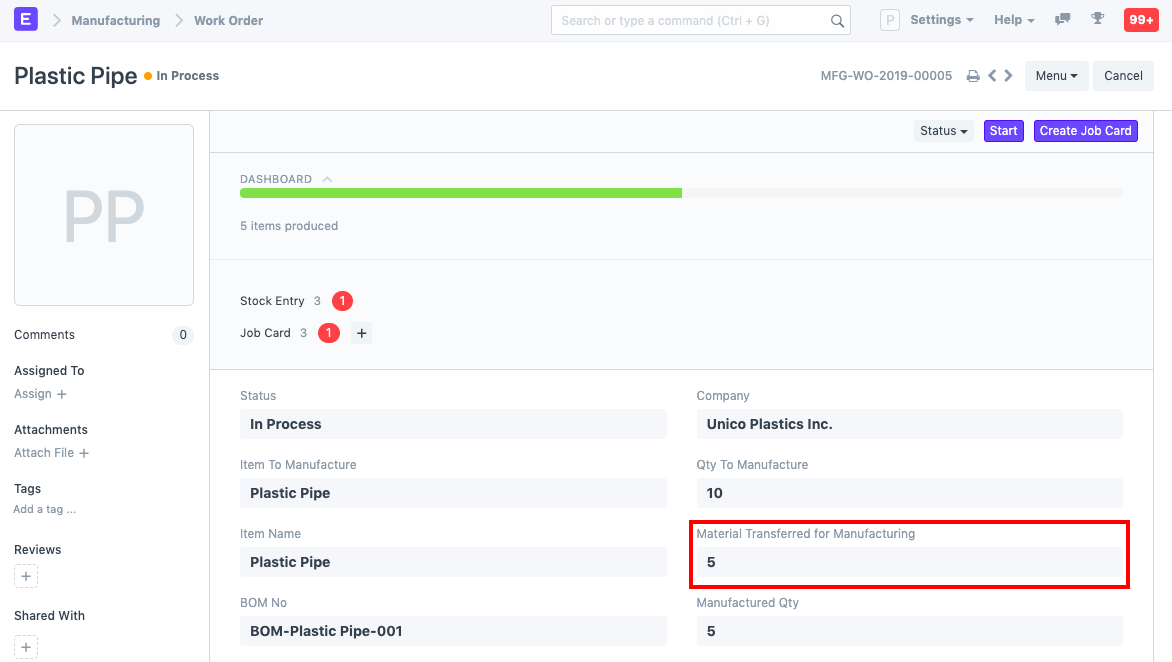 E Manufacturing Work Order Search or type a command (Ctrl + G) P Settings Help 99+
Plastic Pipe In Process MFG-WO-2019-00005 Menu Cancel
Status Start Create Job Card
PP
DASHBOARD
5 items produced
Stock Entry 3 1
Job Card 3 1 +
Comments 0
Assigned To
Assign +
Attachments
Attach File +
Tags
Add a tag ...
Reviews
+
Shared With
+
Status
In Process
Company
Unico Plastics Inc.
Item To Manufacture
Plastic Pipe
Qty To Manufacture
10
Item Name
Plastic Pipe
Material Transferred for Manufacturing
5
BOM No
BOM-Plastic Pipe-001
Manufactured Qty
5